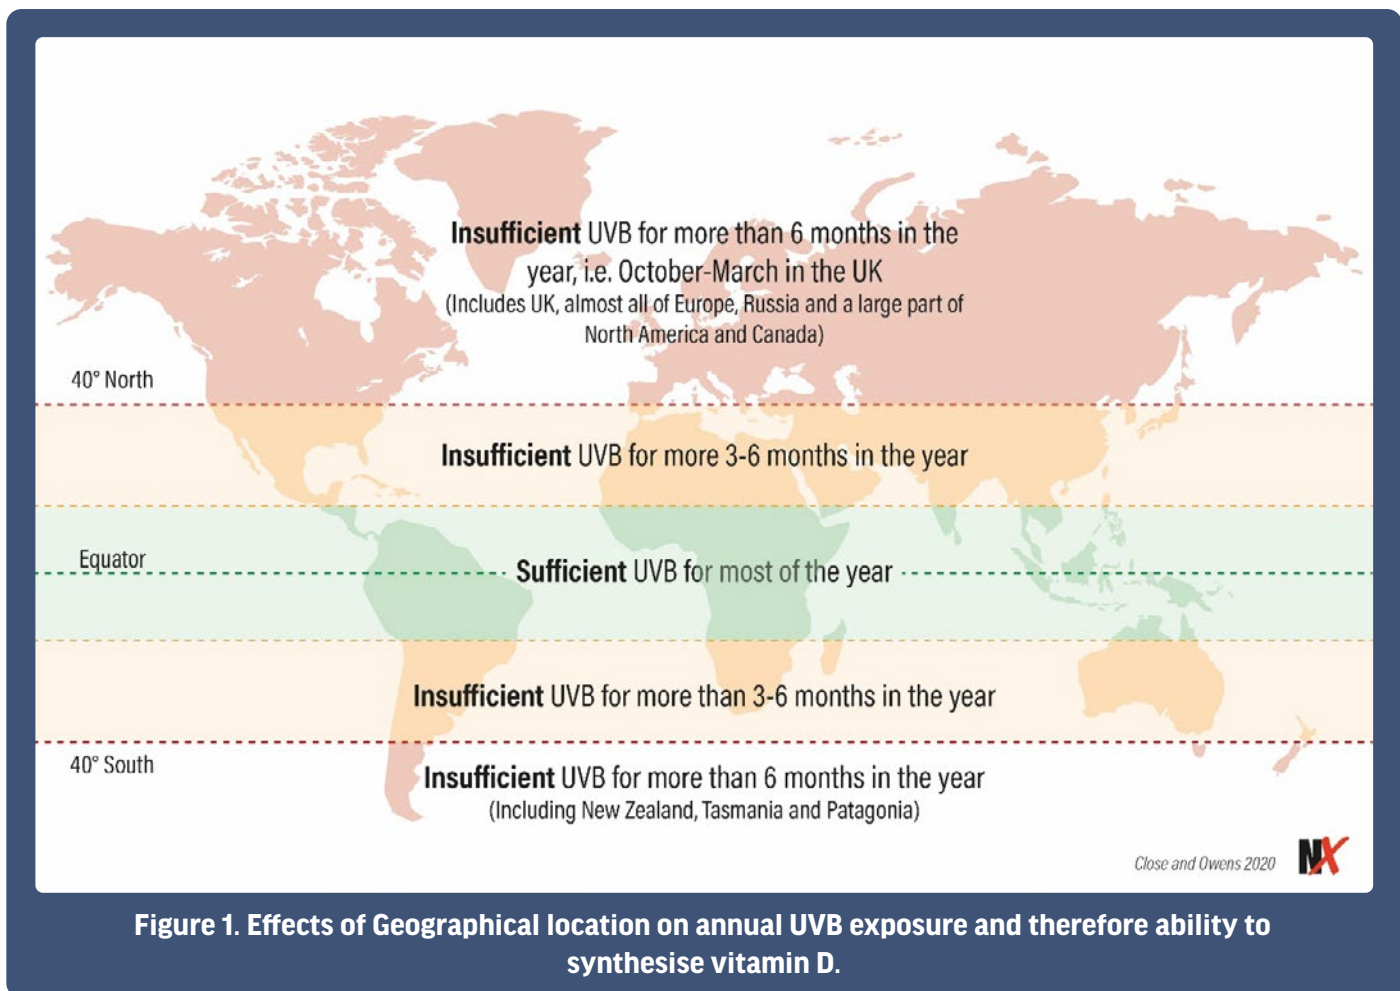 Insufficient UVB for more than 6 months in the
year, i.e. October-March in the UK
(Includes UK, almost all of Europe, Russia and a large part of
North America and Canada)
40° North
Insufficient UVB for more 3-6 months in the year
Equator
Sufficient UVB for most of the year
Insufficient UVB for more than 3-6 months in the year
40° South
Insufficient UVB for more than 6 months in the year
(Including New Zealand, Tasmania and Patagonia)
Close and Owens 2020
NX
Figure 1. Effects of Geographical location on annual UVB exposure and therefore ability to
synthesise vitamin D.